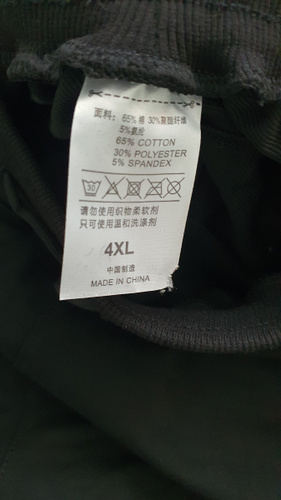 面料：65%棉 30%聚酯纤维
5%氨纶
65% COTTON
30% POLYESTER
5% SPANDEX
30
请勿使用织物柔软剂
只可使用温和洗涤剂
4XL
中国制造
MADE IN CHINA